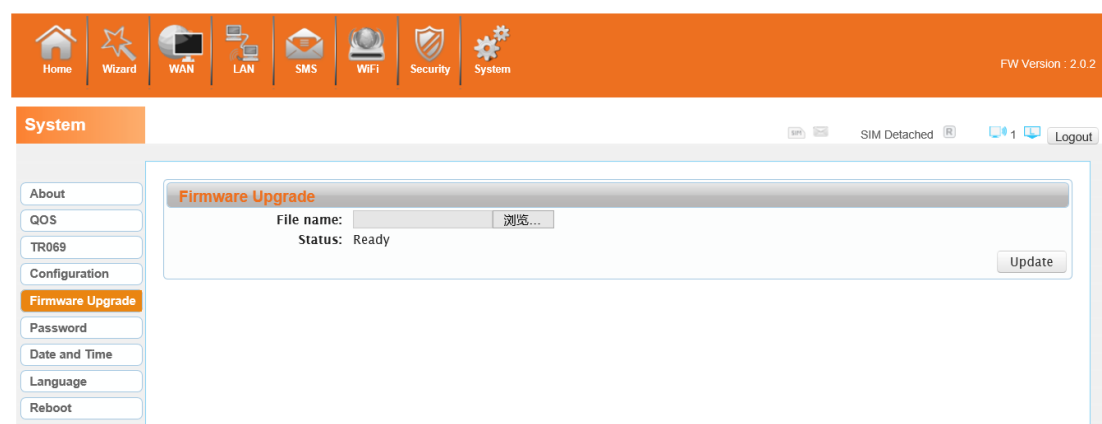 Home Wizard WAN LAN SMS WiFi Security System
FW Version : 2.0.2
System
SIM Detached R 1 Logout
About
QOS
TR069
Configuration
Firmware Upgrade
Password
Date and Time
Language
Reboot
Firmware Upgrade
File name: 浏览...
Status: Ready
Update